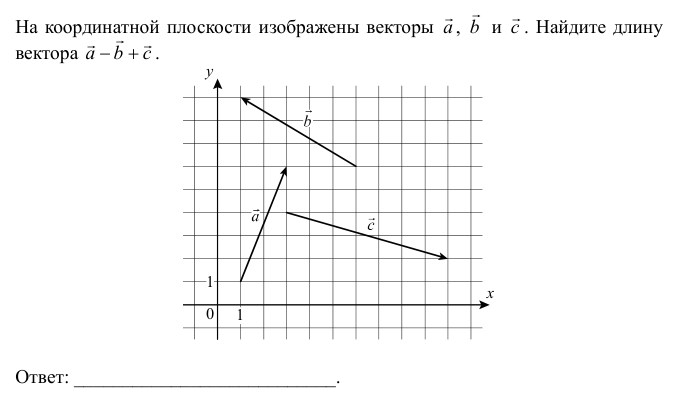 На координатной плоскости изображены векторы a⃗, b⃗ и c⃗. Найдите длину
вектора a⃗ − b⃗ + c⃗.
y
b⃗
a⃗
c⃗
1
x
0 1
Ответ: ____________________________.